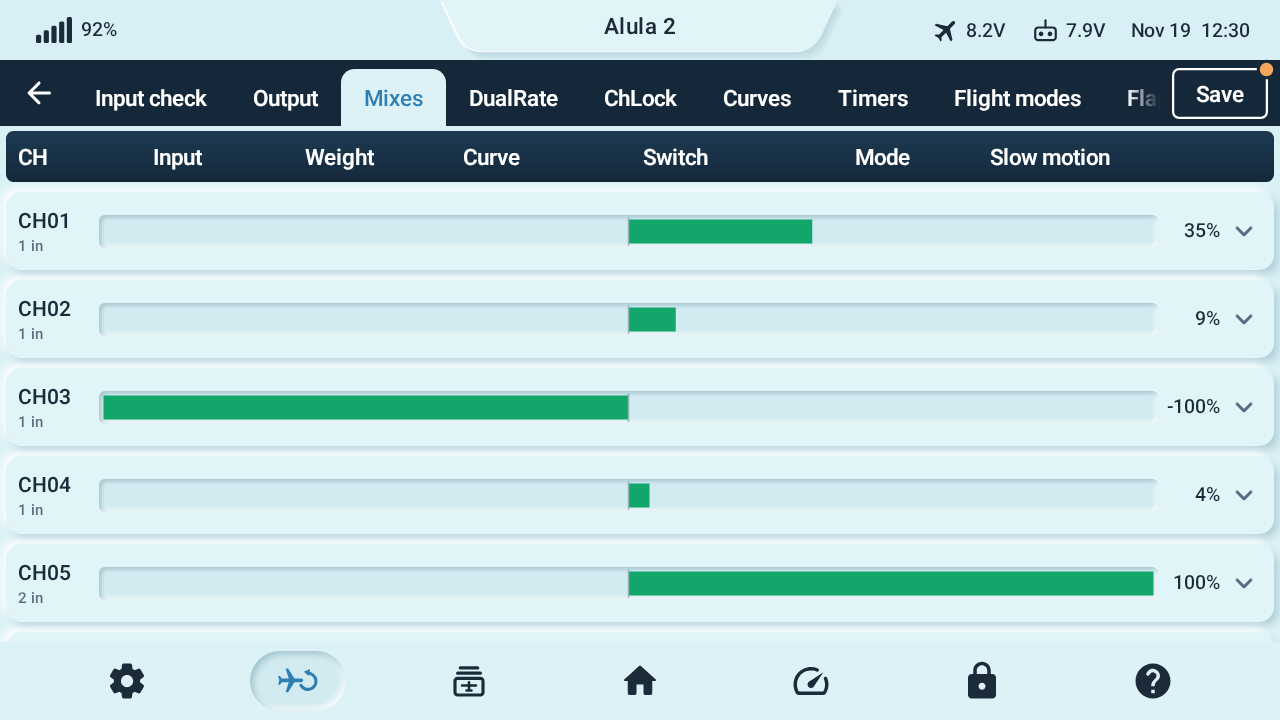 92%
Alula 2
8.2V
7.9V
Nov 19 12:30
Input check
Output
Mixes
DualRate
ChLock
Curves
Timers
Flight modes
Fla
Save
CH Input Weight Curve Switch Mode Slow motion
CH01
1 in
35%
CH02
1 in
9%
CH03
1 in
-100%
CH04
1 in
4%
CH05
2 in
100%